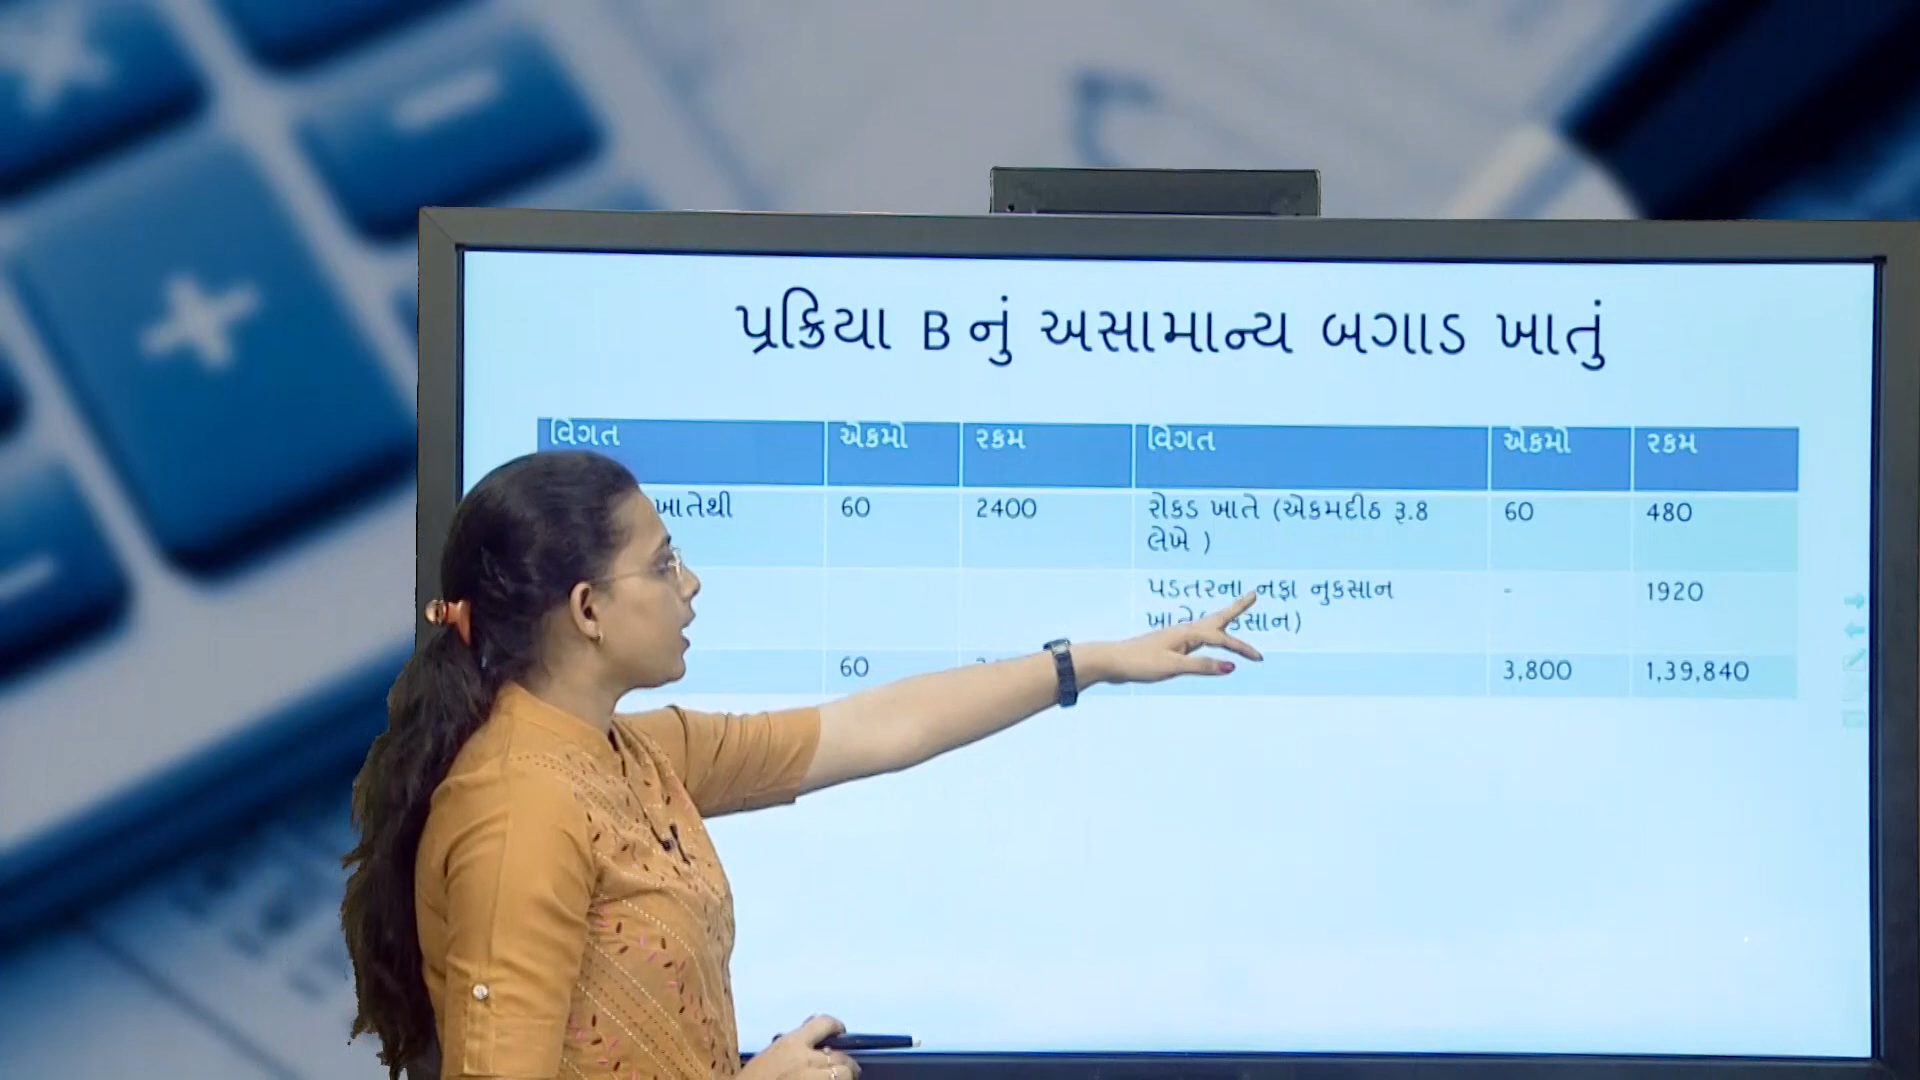 પ્રક્રિયા B નું અસામાન્ય બગાડ ખાતું
વિગત એકમો રકમ વિગત એકમો રકમ
ખાતેથી 60 2400 રોકડ ખાતે (એકમદીઠ રૂ.8 60 480
લેખે )
પડતરના નફા નુકસાન - 1920
60 3,800 1,39,840